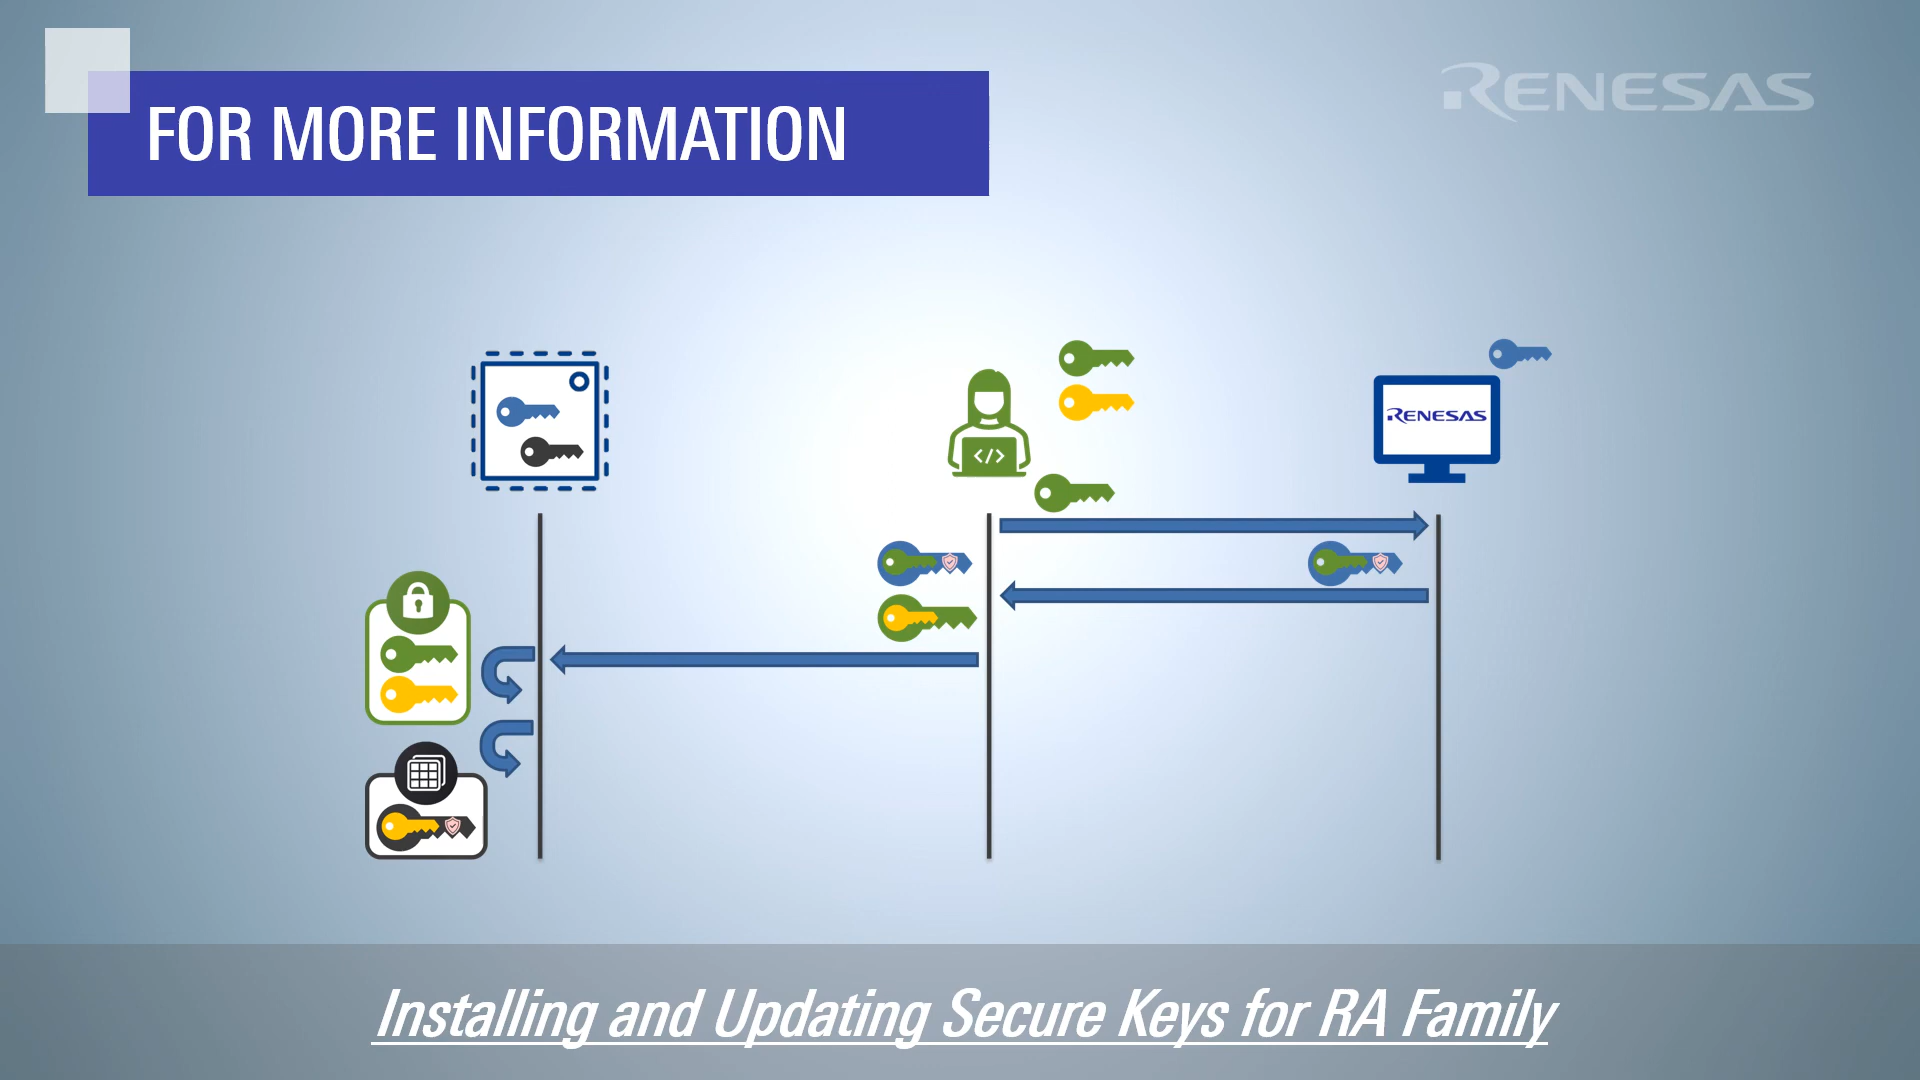 RENESAS
FOR MORE INFORMATION
RENESAS
</>
Installing and Updating Secure Keys for RA Family